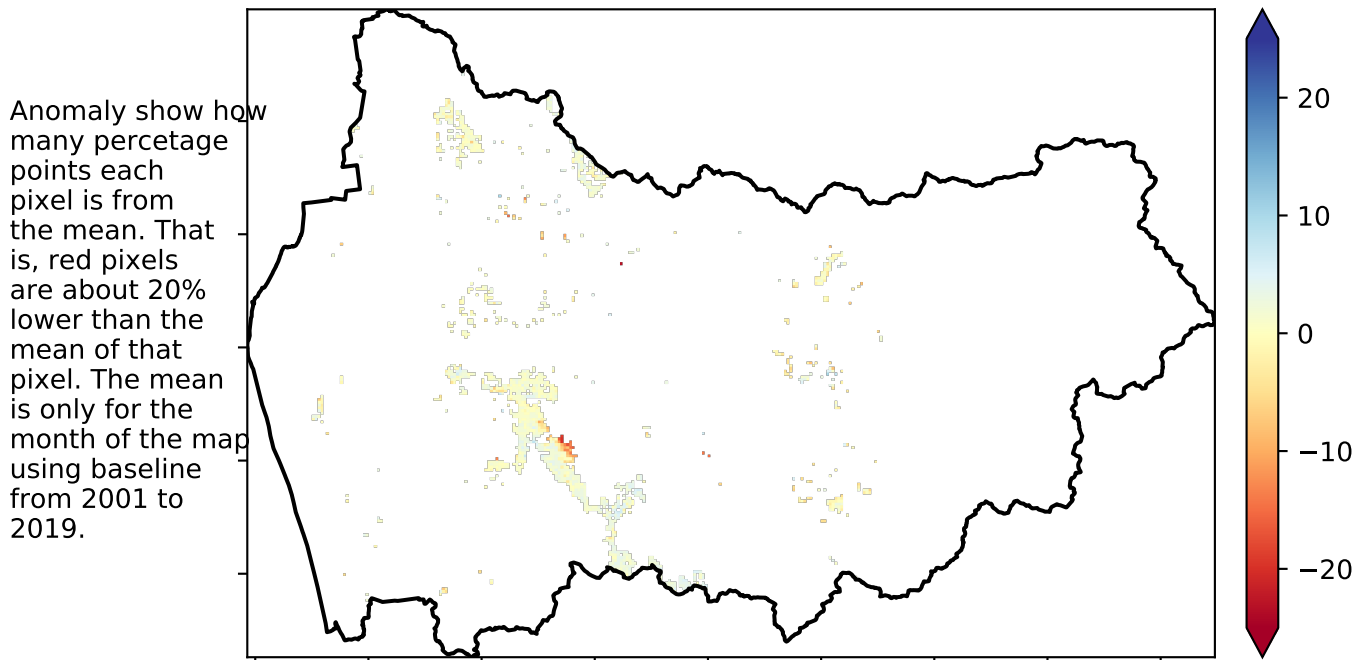 Anomaly show how
many percetage
points each
pixel is from
the mean. That
is, red pixels
are about 20%
lower than the
mean of that
pixel. The mean
is only for the
month of the map
using baseline
from 2001 to
2019.
20
10
0
−10
−20